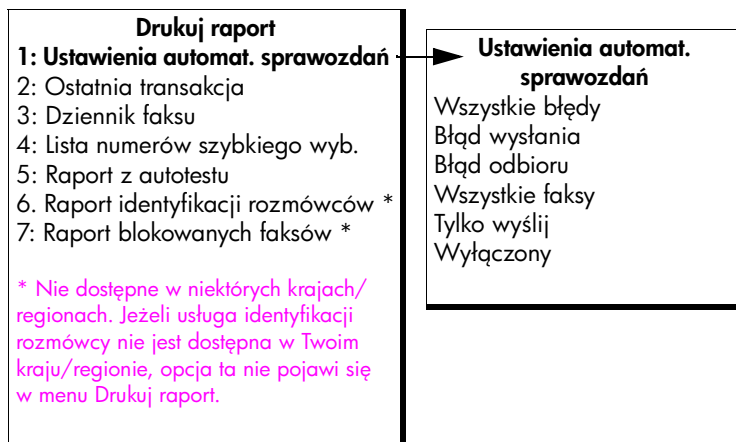 Drukuj raport
1: Ustawienia automat. sprawozdań
2: Ostatnia transakcja
3: Dziennik faksu
4: Lista numerów szybkiego wyb.
5: Raport z autotestu
6. Raport identyfikacji rozmówców *
7: Raport blokowanych faksów *
* Nie dostępne w niektórych krajach/
regionach. Jeżeli usługa identyfikacji
rozmówcy nie jest dostępna w Twoim
kraju/regionie, opcja ta nie pojawi się
w menu Drukuj raport.
Ustawienia automat.
sprawozdań
Wszystkie błędy
Błąd wysłania
Błąd odbioru
Wszystkie faksy
Tylko wyślij
Wyłączony